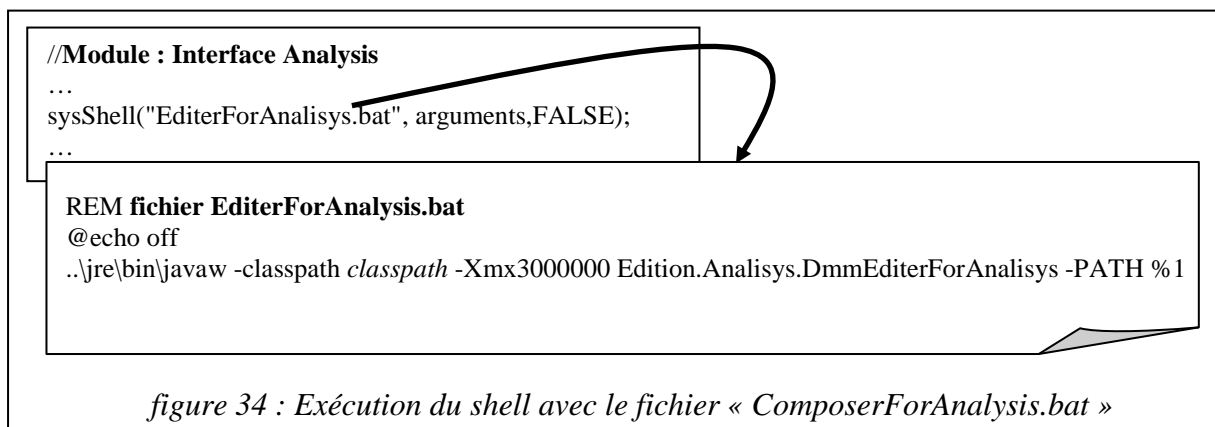 //Module : Interface Analysis
…
sysShell("EditerForAnalisys.bat", arguments,FALSE);
…
REM fichier EditerForAnalysis.bat
@echo off
..\jre\bin\javaw -classpath classpath -Xmx3000000 Edition.Analisys.DmmEditerForAnalisys -PATH %1
figure 34 : Exécution du shell avec le fichier « ComposerForAnalysis.bat »